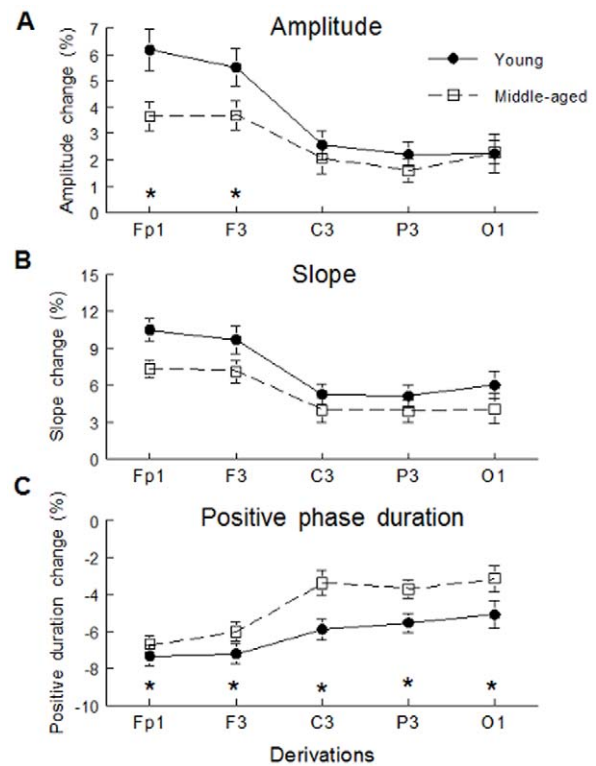 A
Amplitude
Amplitude change (%)
7
6
5
4
3
2
1
0
Young
Middle-aged
* *
Fp1 F3 C3 P3 O1
B
Slope
Slope change (%)
15
12
9
6
3
0
Fp1 F3 C3 P3 O1
C
Positive phase duration
Positive duration change (%)
0
-2
-4
-6
-8
-10
* * * * *
Fp1 F3 C3 P3 O1
Derivations